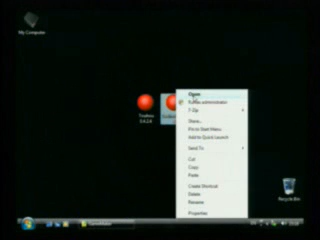 My Computer
Open
Run as administrator
7-Zip
Share...
Pin to Start Menu
Add to Quick Launch
Send To
Cut
Copy
Paste
Create Shortcut
Delete
Rename
Properties
Recycle Bin